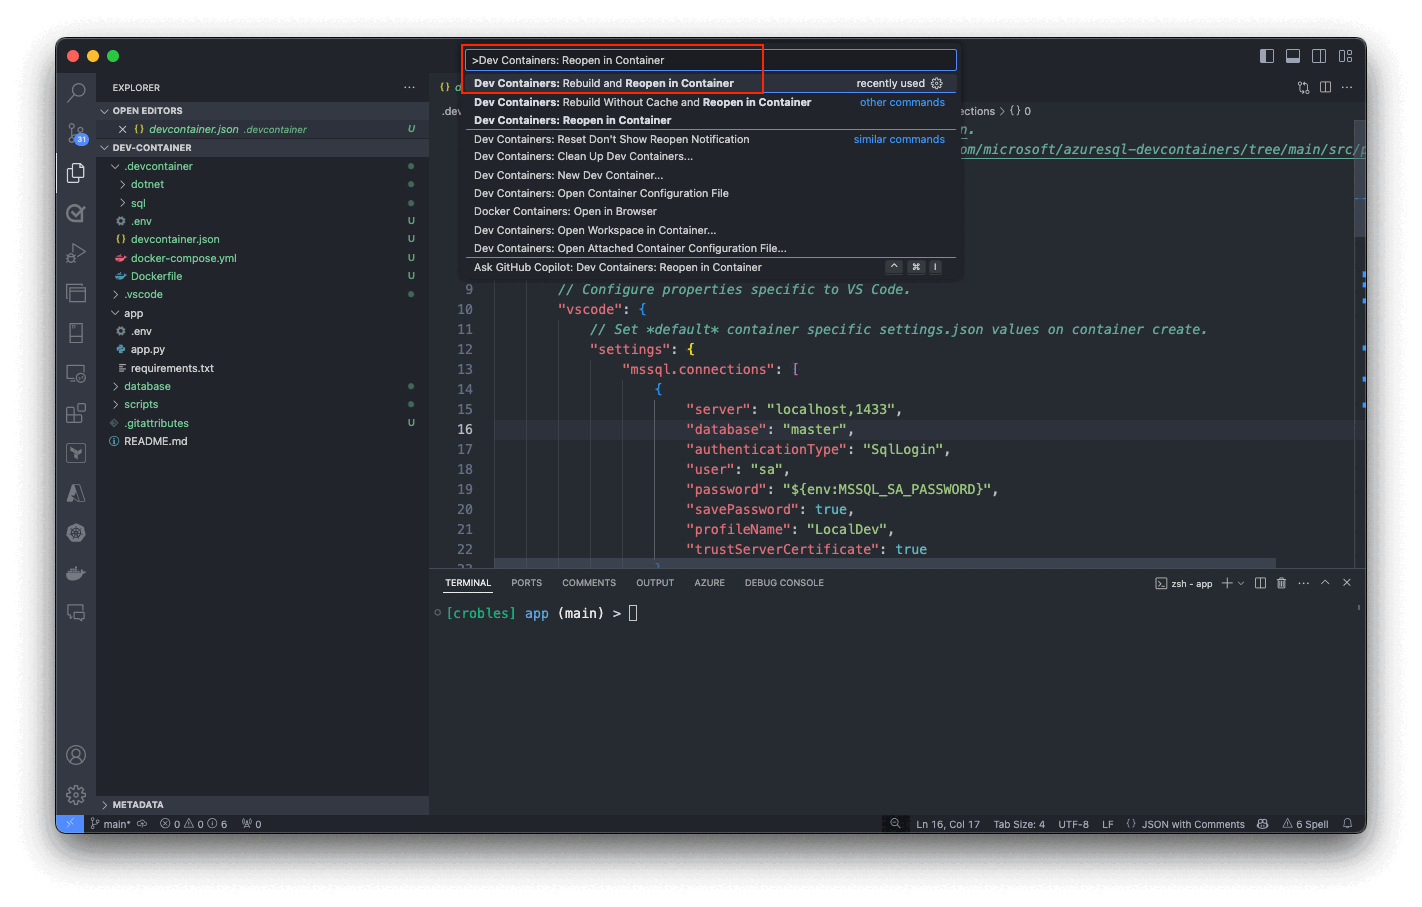 >Dev Containers: Reopen in Container
Dev Containers: Rebuild and Reopen in Container recently used
Dev Containers: Rebuild Without Cache and Reopen in Container other commands
Dev Containers: Reopen in Container
Dev Containers: Reset Don't Show Reopen Notification similar commands
Dev Containers: Clean Up Dev Containers...
Dev Containers: New Dev Container...
Dev Containers: Open Container Configuration File
Docker Containers: Open in Browser
Dev Containers: Open Workspace in Container...
Dev Containers: Open Attached Container Configuration File...
Ask GitHub Copilot: Dev Containers: Reopen in Container ^ ⌘ I
EXPLORER ...
OPEN EDITORS
{} devcontainer.json .devcontainer U
31
DEV-CONTAINER
.devcontainer
dotnet
sql
.env U
{} devcontainer.json U
docker-compose.yml U
Dockerfile U
.vscode
app
.env
app.py
requirements.txt
database
scripts
.gitattributes U
README.md
METADATA
ections > {} 0
n.
om/microsoft/azuresql-devcontainers/tree/main/src/p
9 // Configure properties specific to VS Code.
10 "vscode": {
11 // Set *default* container specific settings.json values on container create.
12 "settings": {
13 "mssql.connections": [
14 {
15 "server": "localhost,1433",
16 "database": "master",
17 "authenticationType": "SqlLogin",
18 "user": "sa",
19 "password": "${env:MSSQL_SA_PASSWORD}",
20 "savePassword": true,
21 "profileName": "LocalDev",
22 "trustServerCertificate": true
TERMINAL PORTS COMMENTS OUTPUT AZURE DEBUG CONSOLE zsh - app
[crobles] app (main) >
main* 0 0 6 0 Ln 16, Col 17 Tab Size: 4 UTF-8 LF {} JSON with Comments 6 Spell